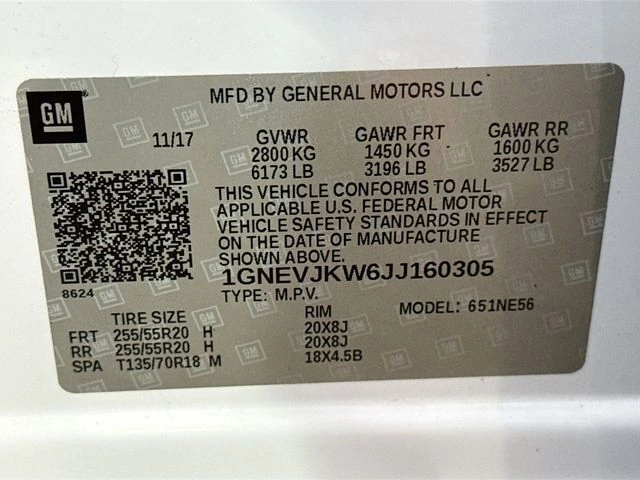 GM
MFD BY GENERAL MOTORS LLC
11/17 GVWR GAWR FRT GAWR RR
2800 KG 1450 KG 1600 KG
6173 LB 3196 LB 3527 LB
THIS VEHICLE CONFORMS TO ALL
APPLICABLE U.S. FEDERAL MOTOR
VEHICLE SAFETY STANDARDS IN EFFECT
ON THE DATE OF MANUFACTURE
SHOWN ABOVE.
8624
1GNEVJKW6JJ160305
TYPE: M.P.V. MODEL: 651NE56
TIRE SIZE RIM
FRT 255/55R20 H 20X8J
RR 255/55R20 H 20X8J
SPA T135/70R18 M 18X4.5B